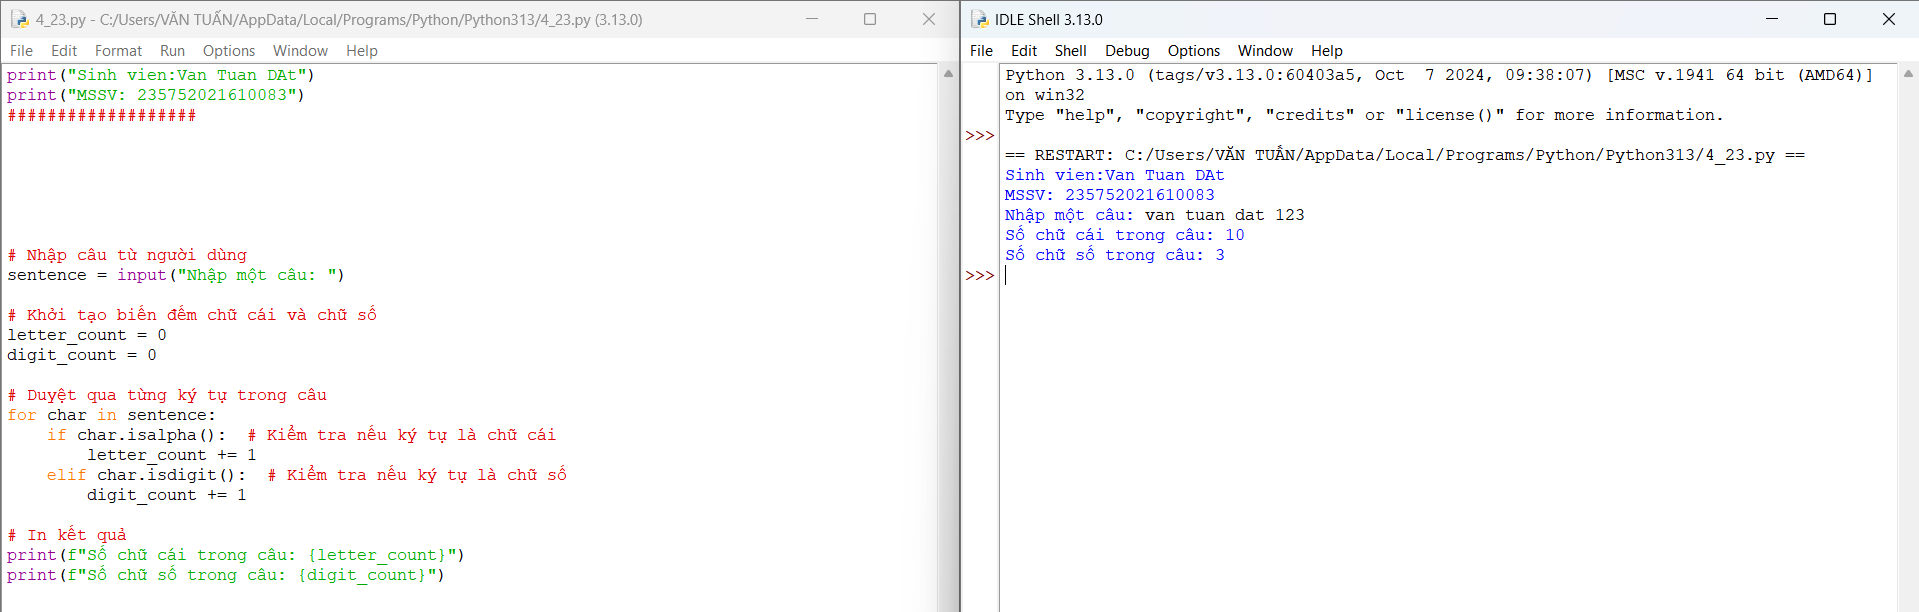 4_23.py - C:/Users/VĂN TUẤN/AppData/Local/Programs/Python/Python313/4_23.py (3.13.0)
File Edit Format Run Options Window Help
print("Sinh vien:Van Tuan DAt")
print("MSSV: 235752021610083")
###################
# Nhập câu từ người dùng
sentence = input("Nhập một câu: ")
# Khởi tạo biến đếm chữ cái và chữ số
letter_count = 0
digit_count = 0
# Duyệt qua từng ký tự trong câu
for char in sentence:
    if char.isalpha():  # Kiểm tra nếu ký tự là chữ cái
        letter_count += 1
    elif char.isdigit():  # Kiểm tra nếu ký tự là chữ số
        digit_count += 1
# In kết quả
print(f"Số chữ cái trong câu: {letter_count}")
print(f"Số chữ số trong câu: {digit_count}")
IDLE Shell 3.13.0
File Edit Shell Debug Options Window Help
Python 3.13.0 (tags/v3.13.0:60403a5, Oct  7 2024, 09:38:07) [MSC v.1941 64 bit (AMD64)]
on win32
Type "help", "copyright", "credits" or "license()" for more information.
>>>
== RESTART: C:/Users/VĂN TUẤN/AppData/Local/Programs/Python/Python313/4_23.py ==
Sinh vien:Van Tuan DAt
MSSV: 235752021610083
Nhập một câu: van tuan dat 123
Số chữ cái trong câu: 10
Số chữ số trong câu: 3
>>>